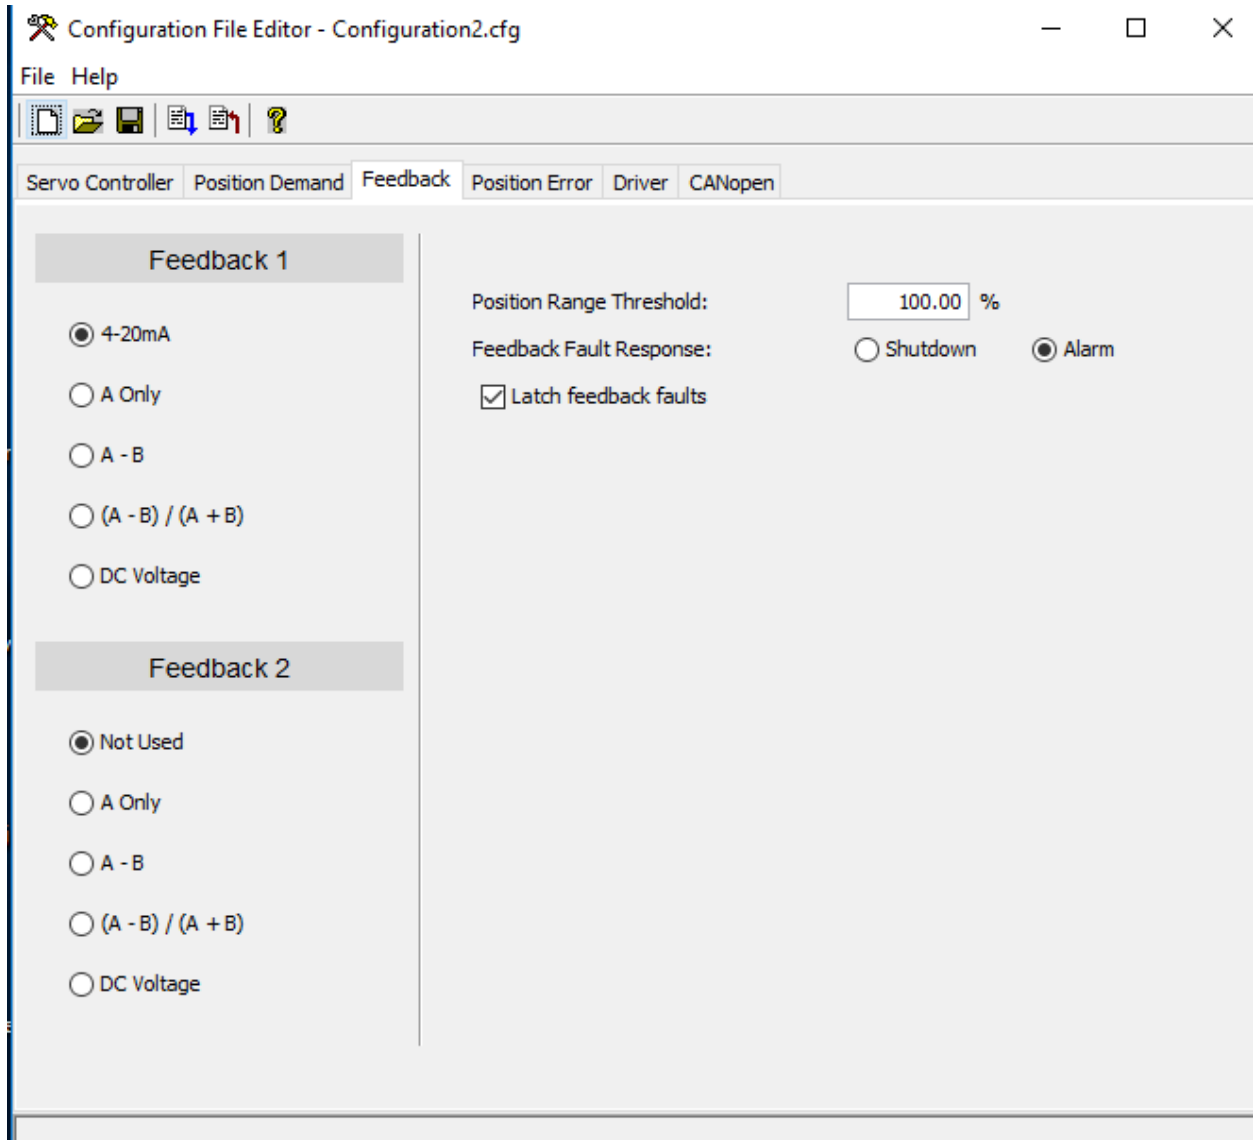 Configuration File Editor - Configuration2.cfg
File Help
Servo Controller Position Demand Feedback Position Error Driver CANopen
Feedback 1
4-20mA
A Only
A - B
(A - B) / (A + B)
DC Voltage
Feedback 2
Not Used
A Only
A - B
(A - B) / (A + B)
DC Voltage
Position Range Threshold: 100.00 %
Feedback Fault Response: Shutdown Alarm
Latch feedback faults